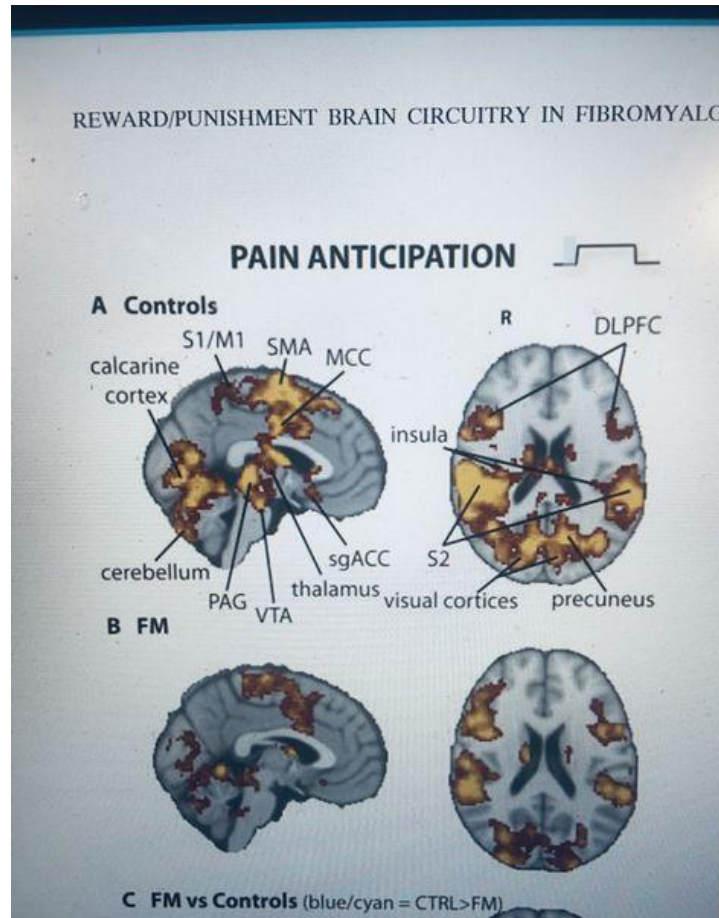 REWARD/PUNISHMENT BRAIN CIRCUITRY IN FIBROMYALG
PAIN ANTICIPATION
A Controls
R
S1/M1
SMA
MCC
DLPFC
calcarine
cortex
insula
cerebellum
PAG
VTA
thalamus
sgACC
S2
visual cortices
precuneus
B FM
C FM vs Controls (blue/cyan = CTRL>FM)